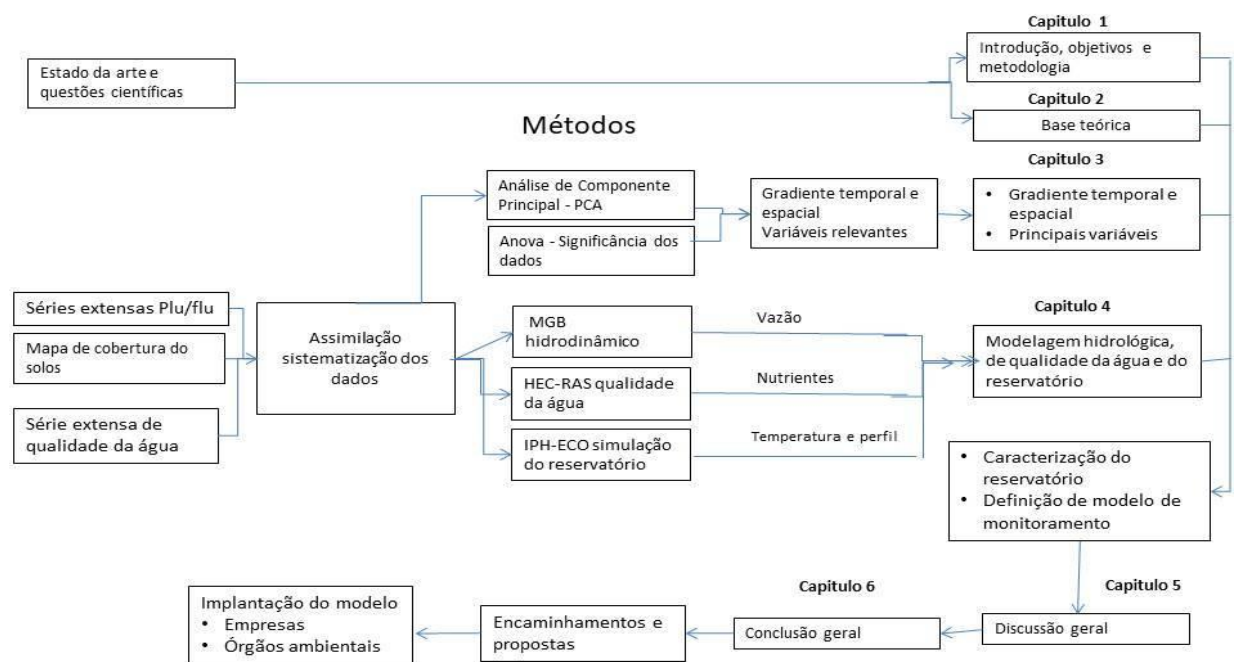 Capitulo 1
Introdução, objetivos e
metodologia
Estado da arte e
questões científicas
Capitulo 2
Base teórica
Métodos
Capitulo 3
Análise de Componente
Principal - PCA
Anova - Significância dos
dados
Gradiente temporal e
espacial
Variáveis relevantes
• Gradiente temporal e
espacial
• Principais variáveis
Séries extensas Plu/flu
Mapa de cobertura do
solos
Série extensa de
qualidade da água
Assimilação
sistematização dos
dados
MGB
hidrodinâmico
HEC-RAS qualidade
da água
IPH-ECO simulação
do reservatório
Vazão
Nutrientes
Temperatura e perfil
Capitulo 4
Modelagem hidrológica,
de qualidade da água e do
reservatório
• Caracterização do
reservatório
• Definição de modelo de
monitoramento
Capitulo 5
Discussão geral
Capitulo 6
Conclusão geral
Encaminhamentos e
propostas
Implantação do modelo
• Empresas
• Órgãos ambientais